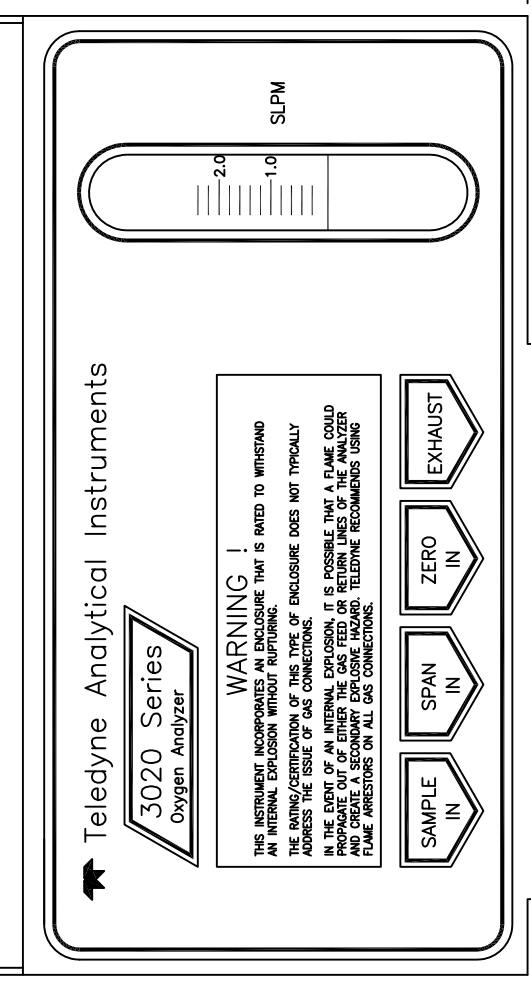 Teledyne Analytical Instruments
3020 Series
Oxygen Analyzer
WARNING !
THIS INSTRUMENT INCORPORATES AN ENCLOSURE THAT IS RATED TO WITHSTAND
AN INTERNAL EXPLOSION WITHOUT RUPTURING.
THE RATING/CERTIFICATION OF THIS TYPE OF ENCLOSURE DOES NOT TYPICALLY
ADDRESS THE ISSUE OF GAS CONNECTIONS.
IN THE EVENT OF AN INTERNAL EXPLOSION, IT IS POSSIBLE THAT A FLAME COULD
PROPAGATE OUT OF EITHER THE GAS FEED OR RETURN LINES OF THE ANALYZER
AND CREATE A SECONDARY EXPLOSIVE HAZARD. TELEDYNE RECOMMENDS USING
FLAME ARRESTORS ON ALL GAS CONNECTIONS.
SAMPLE
IN
SPAN
IN
ZERO
IN
EXHAUST
2.0
1.0
SLPM